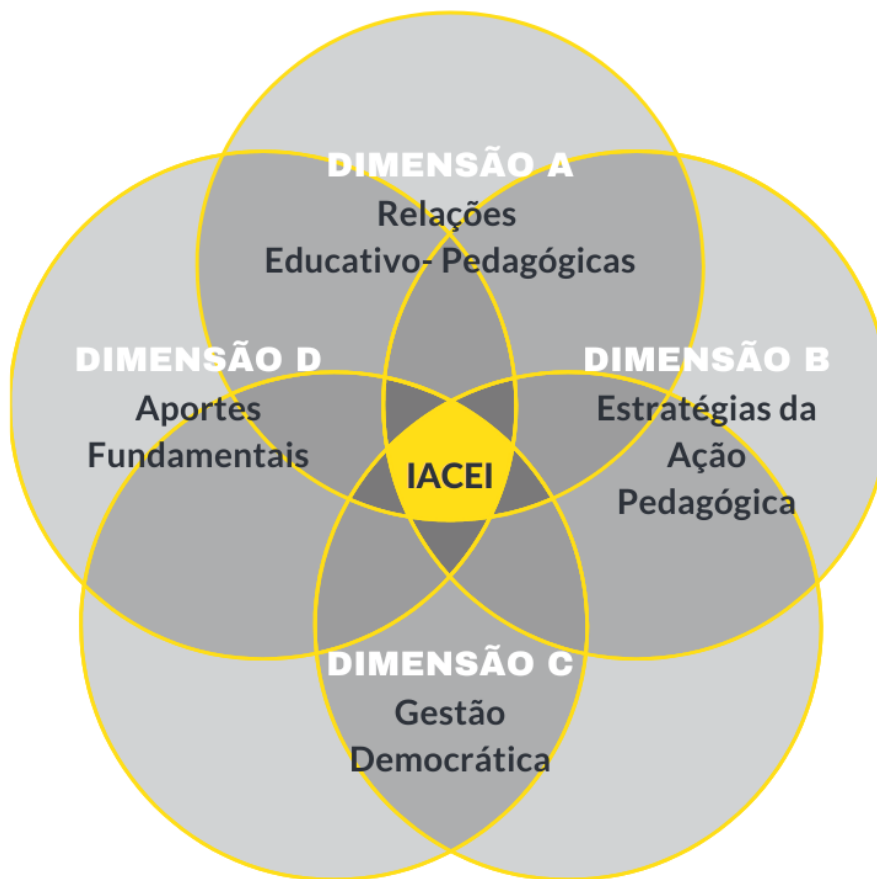 DIMENSÃO A
Relações
Educativo- Pedagógicas
DIMENSÃO D
Aportes
Fundamentais
DIMENSÃO B
Estratégias da
Ação
Pedagógica
IACEI
DIMENSÃO C
Gestão
Democrática